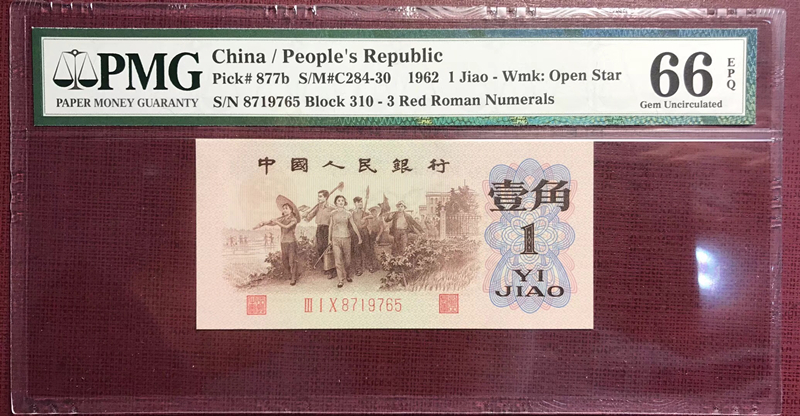 PMG
PAPER MONEY GUARANTY
China / People's Republic
Pick# 877b S/M#C284-30 1962 1 Jiao - Wmk: Open Star
S/N 8719765 Block 310 - 3 Red Roman Numerals
66
EPQ
Gem Uncirculated
中國人民銀行
壹角
1
YI
JIAO
III I X 8719765